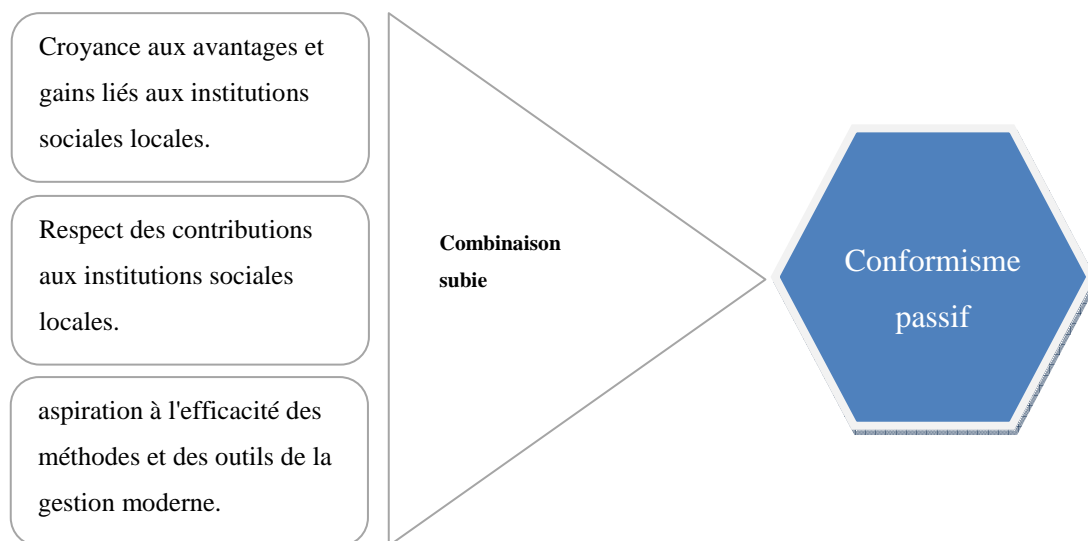 Croyance aux avantages et
gains liés aux institutions
sociales locales.
Respect des contributions
aux institutions sociales
locales.
aspiration à l'efficacité des
méthodes et des outils de la
gestion moderne.
Combinaison
subie
Conformisme
passif